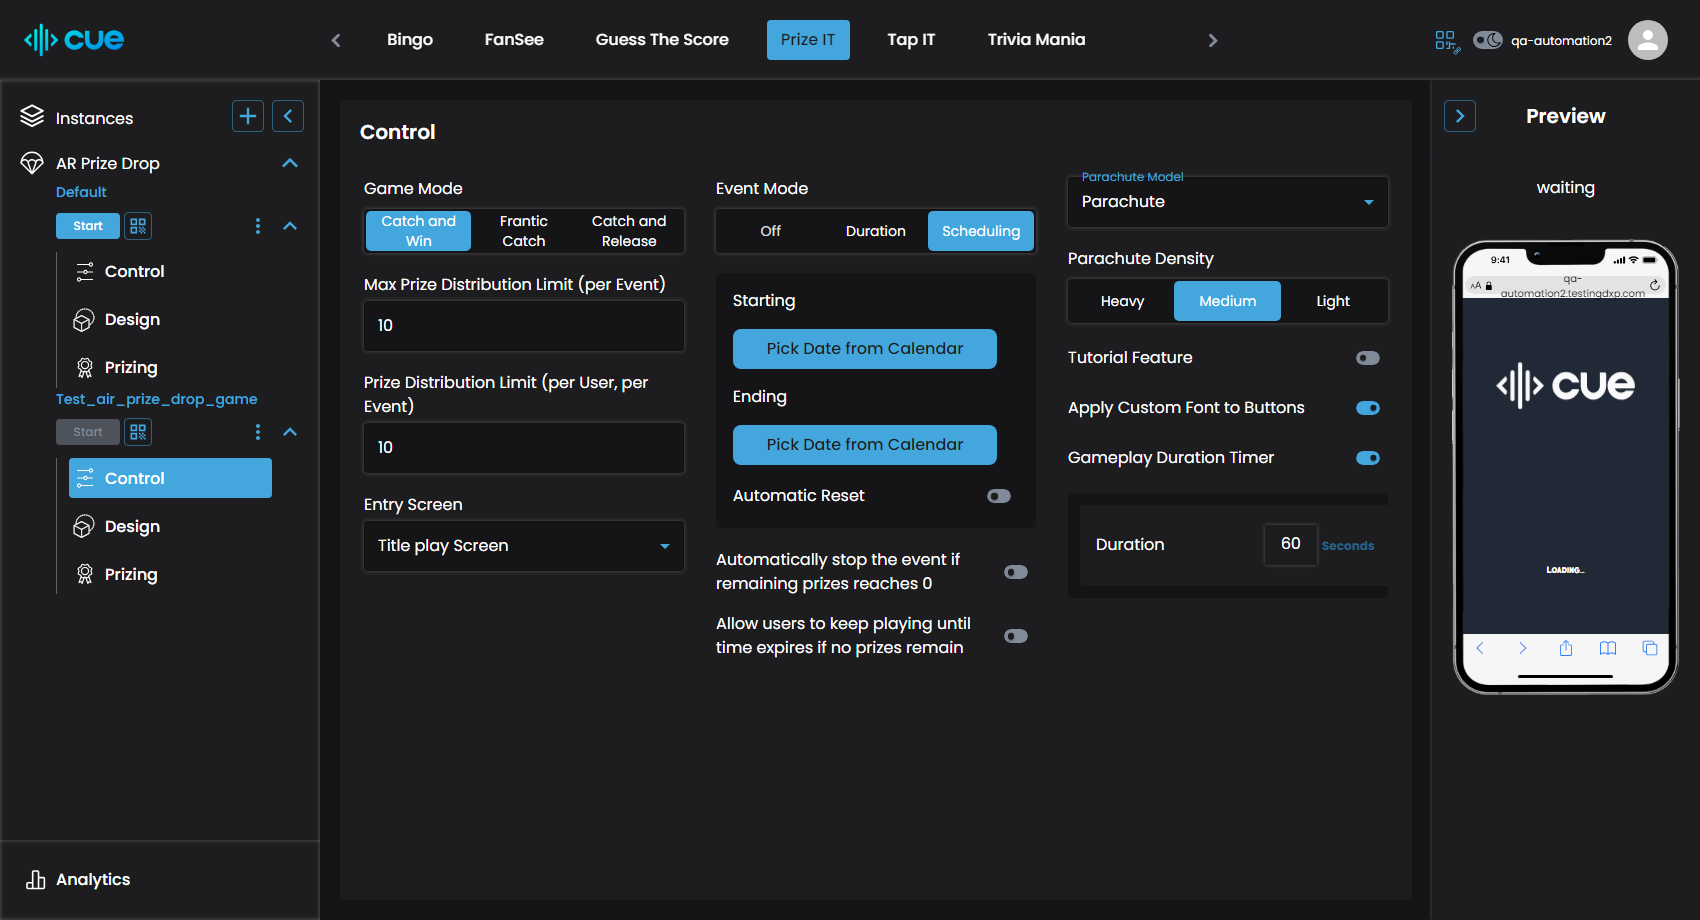 cue
Bingo
FanSee
Guess The Score
Prize IT
Tap IT
Trivia Mania
qa-automation2
Instances
AR Prize Drop
Default
Start
Control
Design
Prizing
Test_air_prize_drop_game
Start
Control
Design
Prizing
Analytics
Control
Game Mode
Catch and
Win
Frantic
Catch
Catch and
Release
Max Prize Distribution Limit (per Event)
10
Prize Distribution Limit (per User, per
Event)
10
Entry Screen
Title play Screen
Event Mode
Off
Duration
Scheduling
Starting
Pick Date from Calendar
Ending
Pick Date from Calendar
Automatic Reset
Automatically stop the event if
remaining prizes reaches 0
Allow users to keep playing until
time expires if no prizes remain
Parachute Model
Parachute
Parachute Density
Heavy
Medium
Light
Tutorial Feature
Apply Custom Font to Buttons
Gameplay Duration Timer
Duration
60
Seconds
Preview
waiting
9:41
AA
qa-
automation2.testingdxp.com
cue
LOADING...